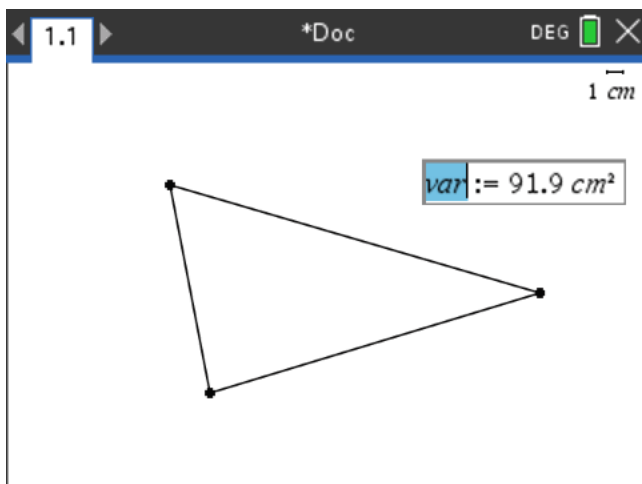 1.1 *Doc DEG
1 cm
var := 91.9 cm²